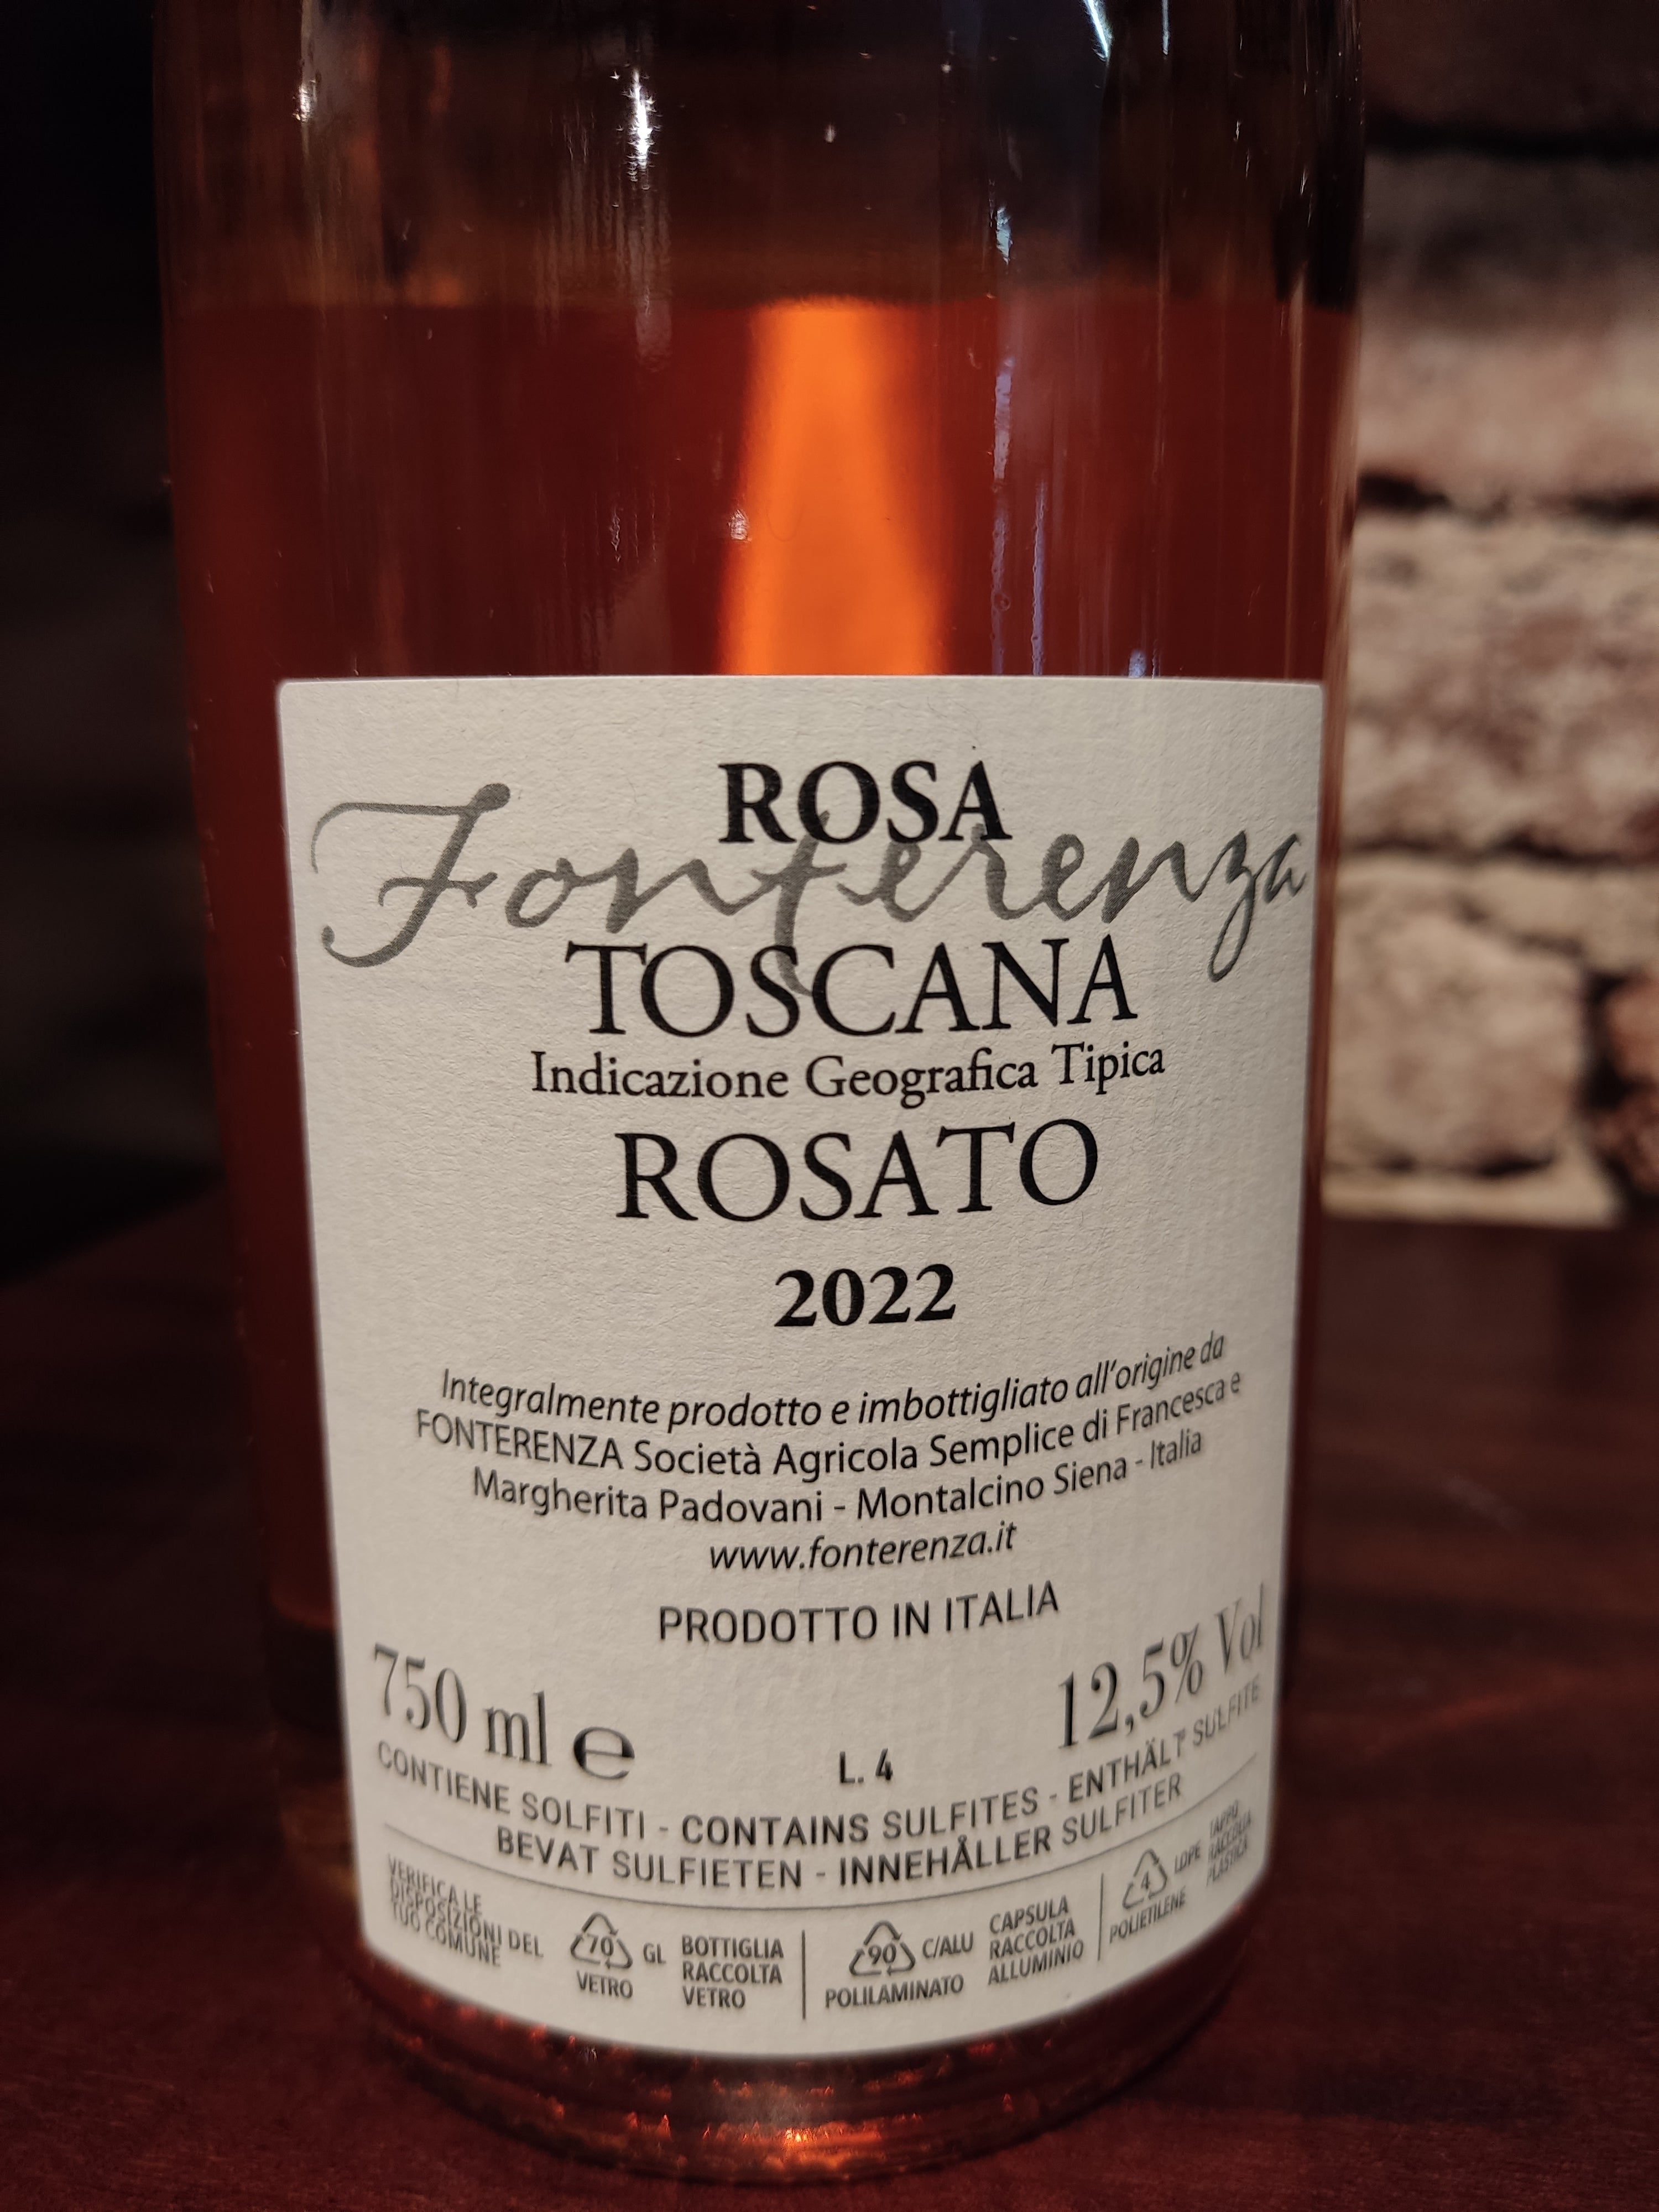 ROSA
Fonterenza
TOSCANA
Indicazione Geografica Tipica
ROSATO
2022
Integralmente prodotto e imbottigliato all'origine da
FONTERENZA Società Agricola Semplice di Francesca e
Margherita Padovani - Montalcino Siena - Italia
www.fonterenza.it
PRODOTTO IN ITALIA
750 ml e
12,5% Vol
L. 4
CONTIENE SOLFITI - CONTAINS SULFITES - ENTHÄLT SULFITE
BEVAT SULFIETEN - INNEHÅLLER SULFITER
VERIFICA LE
DISPOSIZIONI DEL
TUO COMUNE
70 GL
VETRO
BOTTIGLIA
RACCOLTA
VETRO
90 C/ALU
POLILAMINATO
CAPSULA
RACCOLTA
ALLUMINIO
4 LDPE
POLIETILENE
TAPPO
RACCOLTA
PLASTICA